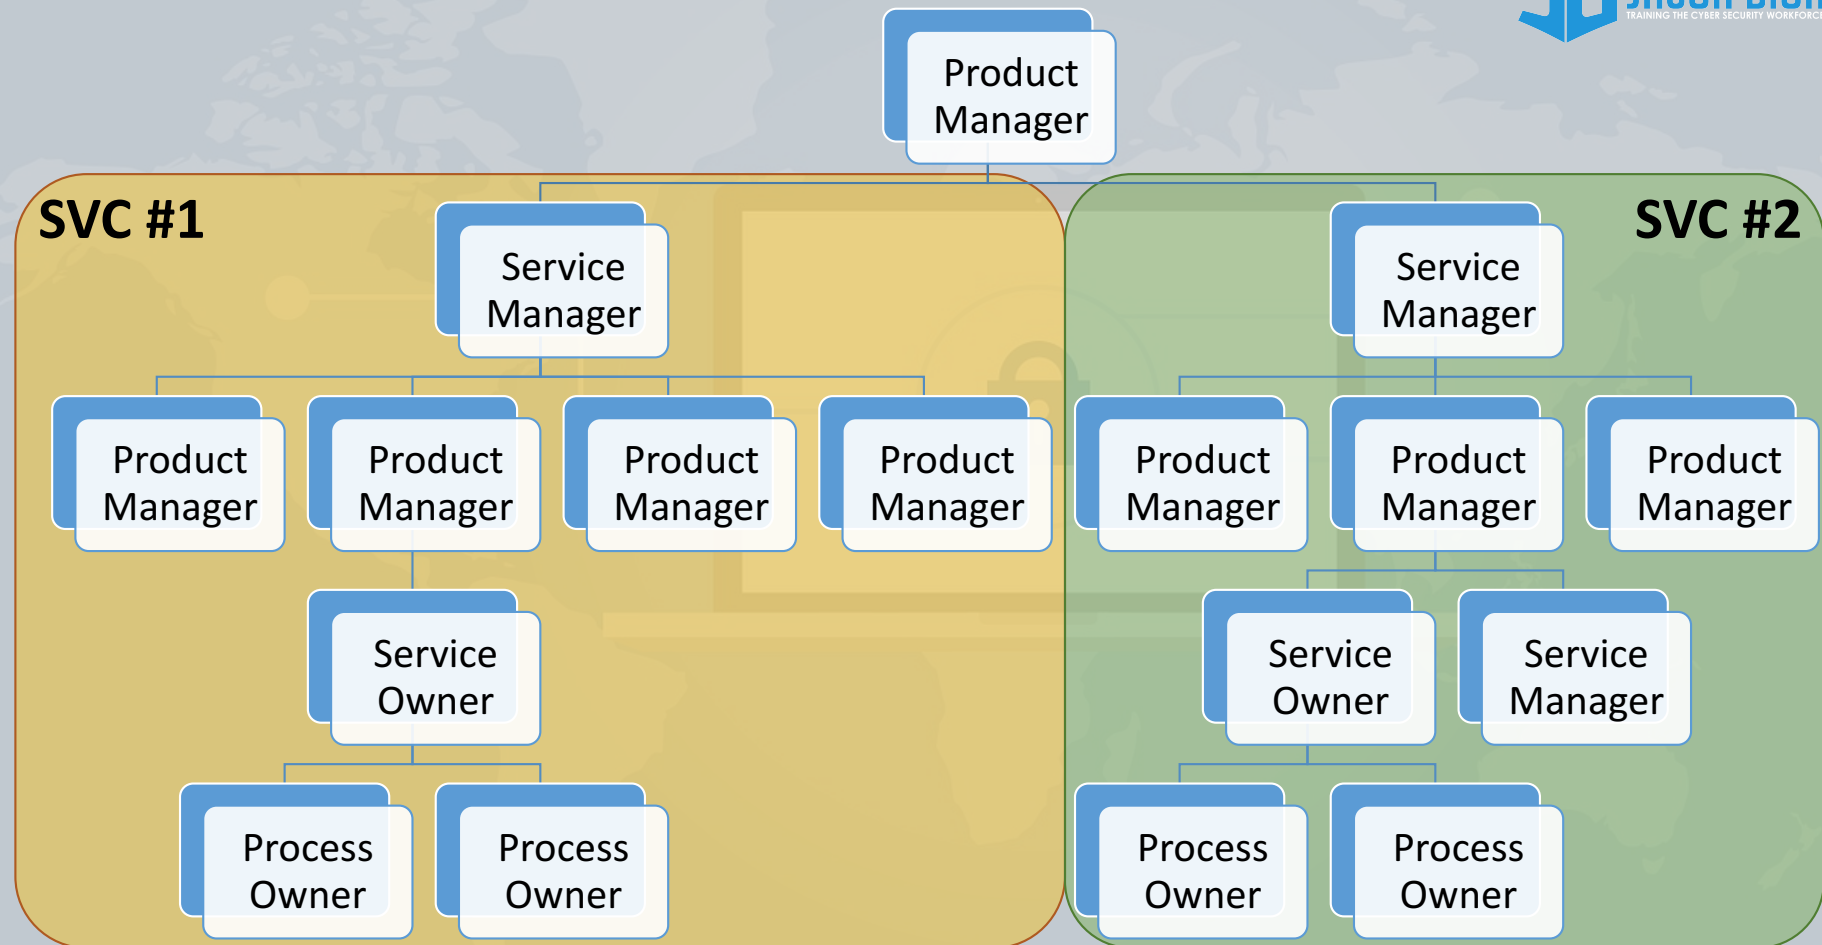 TRAINING THE CYBER SECURITY WORKFORCE
Product
Manager
SVC #1
SVC #2
Service
Manager
Service
Manager
Product
Manager
Product
Manager
Product
Manager
Product
Manager
Product
Manager
Product
Manager
Product
Manager
Service
Owner
Service
Owner
Service
Manager
Process
Owner
Process
Owner
Process
Owner
Process
Owner